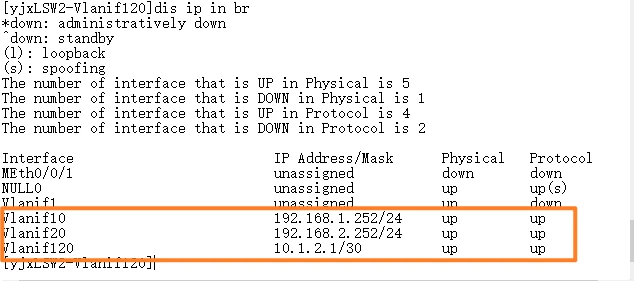 [yjxLSW2-Vlanif120]dis ip in br
*down: administratively down
^down: standby
(l): loopback
(s): spoofing
The number of interface that is UP in Physical is 5
The number of interface that is DOWN in Physical is 1
The number of interface that is UP in Protocol is 4
The number of interface that is DOWN in Protocol is 2
Interface IP Address/Mask Physical Protocol
MEth0/0/1 unassigned down down
NULL0 unassigned up up(s)
Vlanif1 unassigned up down
Vlanif10 192.168.1.252/24 up up
Vlanif20 192.168.2.252/24 up up
Vlanif120 10.1.2.1/30 up up
[yjxLSW2-Vlanif120]